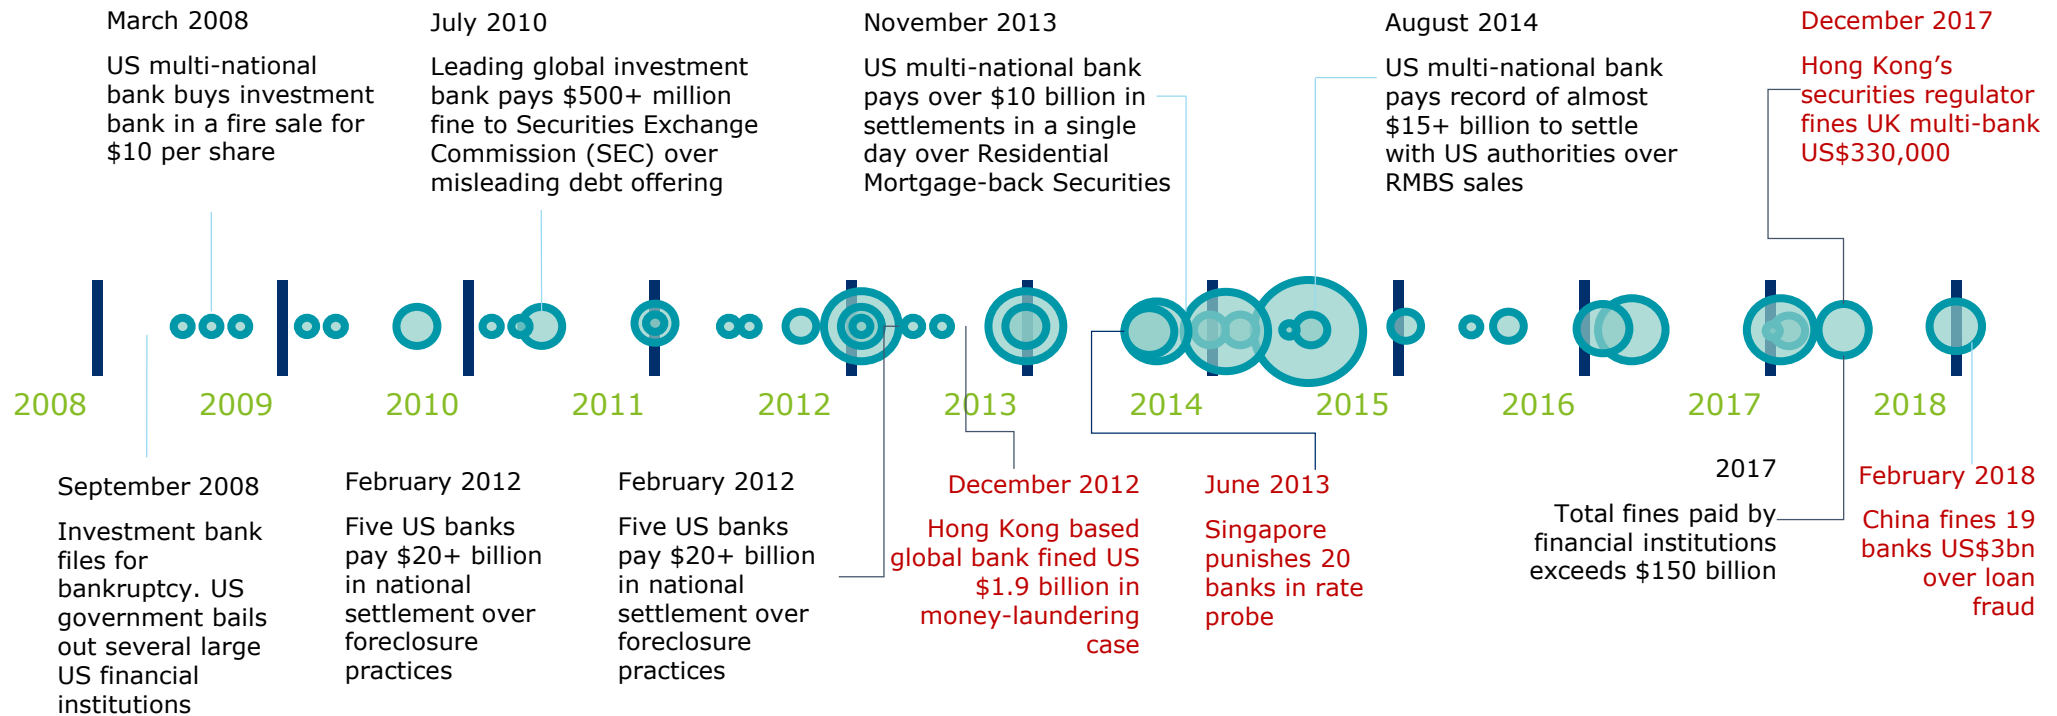 March 2008
US multi-national
bank buys investment
bank in a fire sale for
$10 per share
July 2010
Leading global investment
bank pays $500+ million
fine to Securities Exchange
Commission (SEC) over
misleading debt offering
November 2013
US multi-national bank
pays over $10 billion in
settlements in a single
day over Residential
Mortgage-back Securities
August 2014
US multi-national bank
pays record of almost
$15+ billion to settle
with US authorities over
RMBS sales
December 2017
Hong Kong’s
securities regulator
fines UK multi-bank
US$330,000
2008 2009 2010 2011 2012 2013 2014 2015 2016 2017 2018
September 2008
Investment bank
files for
bankruptcy. US
government bails
out several large
US financial
institutions
February 2012
Five US banks
pay $20+ billion
in national
settlement over
foreclosure
practices
February 2012
Five US banks
pay $20+ billion
in national
settlement over
foreclosure
practices
December 2012
Hong Kong based
global bank fined US
$1.9 billion in
money-laundering
case
June 2013
Singapore
punishes 20
banks in rate
probe
2017
Total fines paid by
financial institutions
exceeds $150 billion
February 2018
China fines 19
banks US$3bn
over loan
fraud